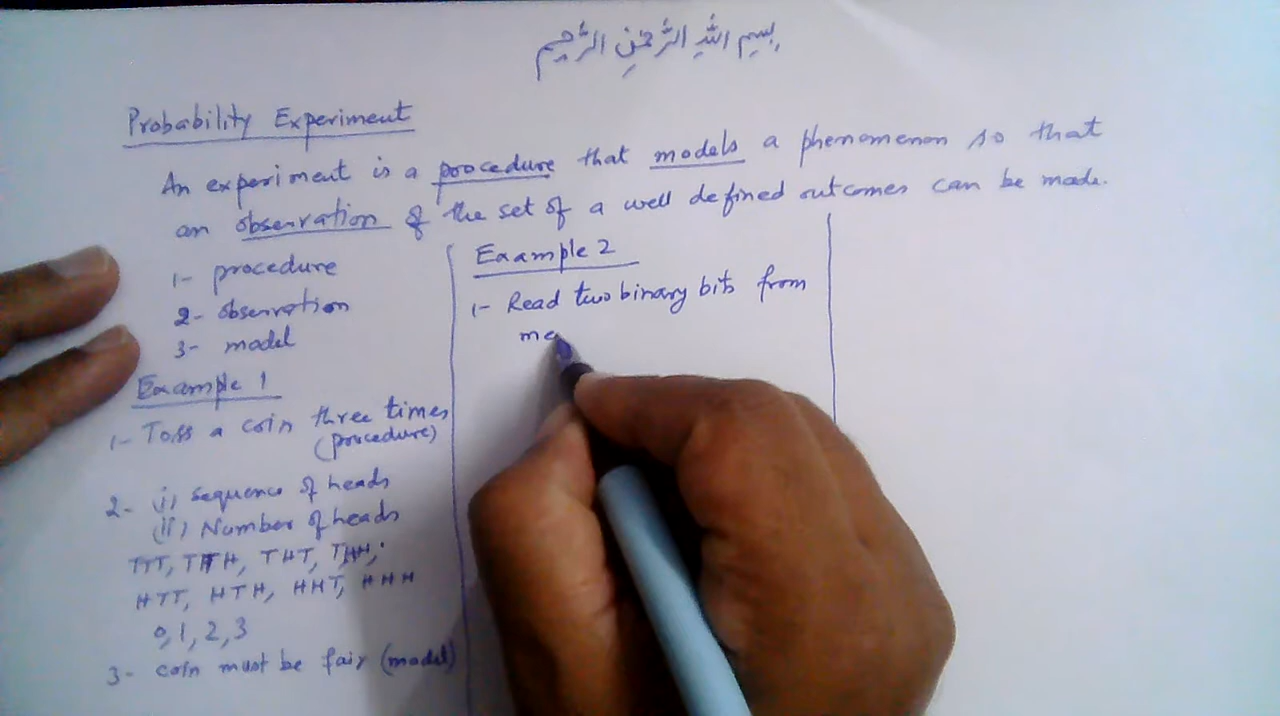 بسم الله الرحمن الرحيم
Probability Experiment
An experiment is a procedure that models a phenomenon so that
an observation of the set of a well defined outcomes can be made.
1- procedure
2- observation
3- model
Example 1
1- Toss a coin three times
(procedure)
2- (i) Sequence of heads
(ii) Number of heads
TTT, TTH, THT, THH,
HTT, HTH, HHT, HHH
0, 1, 2, 3
3- coin must be fair (model)
Example 2
1- Read two binary bits from
me